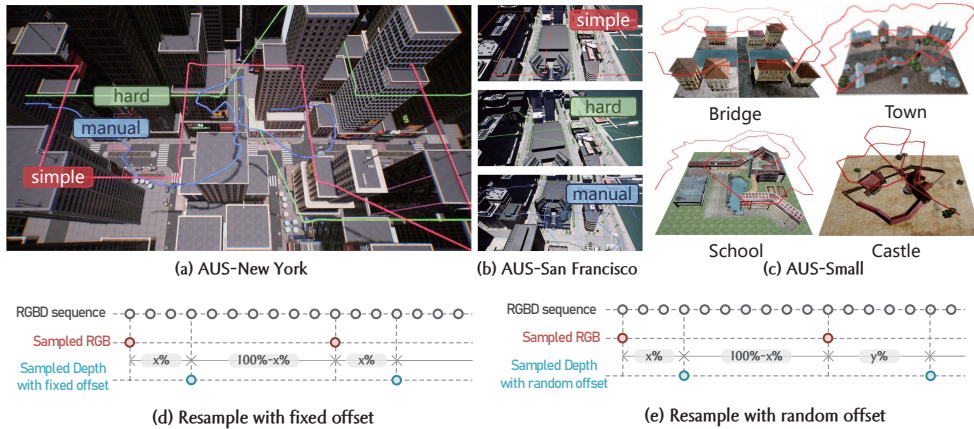 hard
manual
simple
(a) AUS-New York
simple
hard
manual
(b) AUS-San Francisco
Bridge
Town
School
Castle
(c) AUS-Small
RGBD sequence
Sampled RGB
x%
100%-x%
x%
Sampled Depth
with fixed offset
(d) Resample with fixed offset
RGBD sequence
Sampled RGB
x%
100%-x%
y%
Sampled Depth
with random offset
(e) Resample with random offset